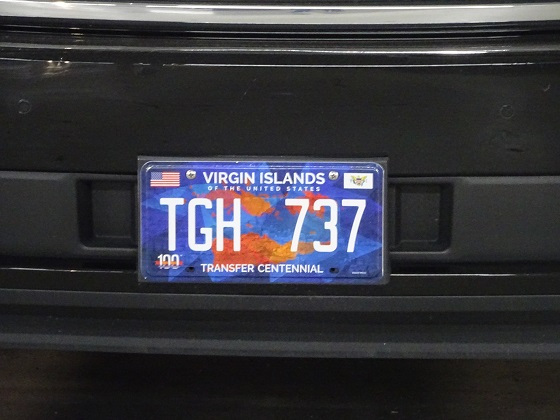 VIRGIN ISLANDS
OF THE UNITED STATES
TGH 737
100
TRANSFER CENTENNIAL